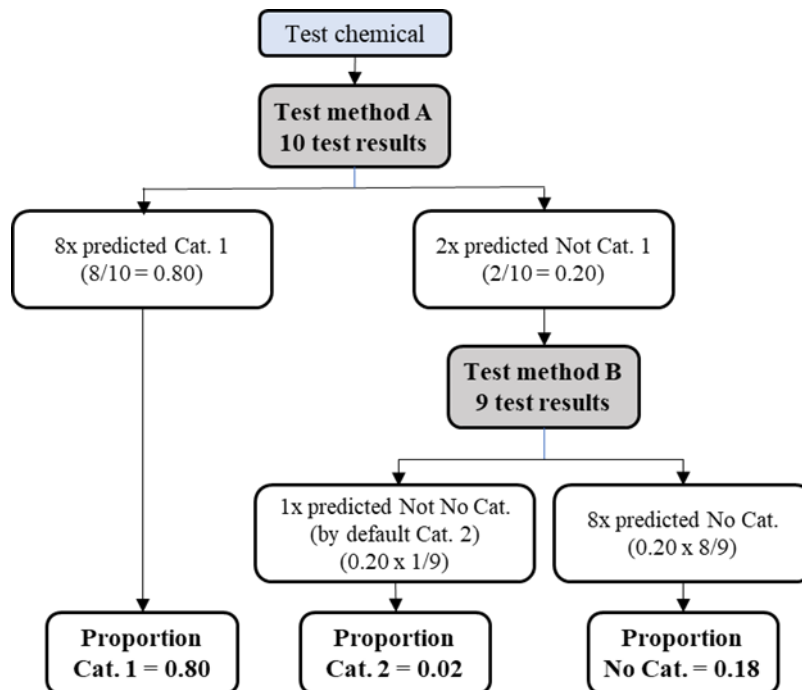 Test chemical
Test method A
10 test results
8x predicted Cat. 1
(8/10 = 0.80)
2x predicted Not Cat. 1
(2/10 = 0.20)
Test method B
9 test results
1x predicted Not No Cat.
(by default Cat. 2)
(0.20 x 1/9)
8x predicted No Cat.
(0.20 x 8/9)
Proportion
Cat. 1 = 0.80
Proportion
Cat. 2 = 0.02
Proportion
No Cat. = 0.18